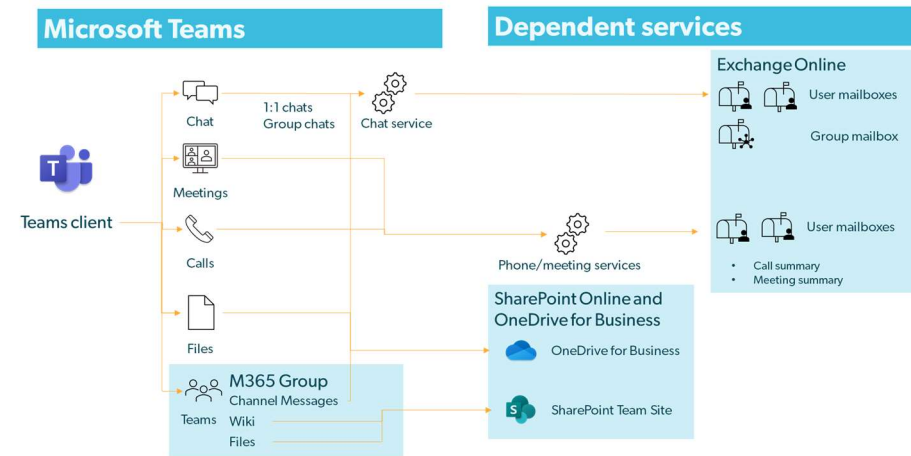 Microsoft Teams
Dependent services
Exchange Online
User mailboxes
Group mailbox
User mailboxes
• Call summary
• Meeting summary
Chat
1:1 chats
Group chats
Chat service
T
Teams client
Meetings
Calls
Phone/meeting services
Files
SharePoint Online and
OneDrive for Business
OneDrive for Business
S
SharePoint Team Site
M365 Group
Channel Messages
Teams
Wiki
Files